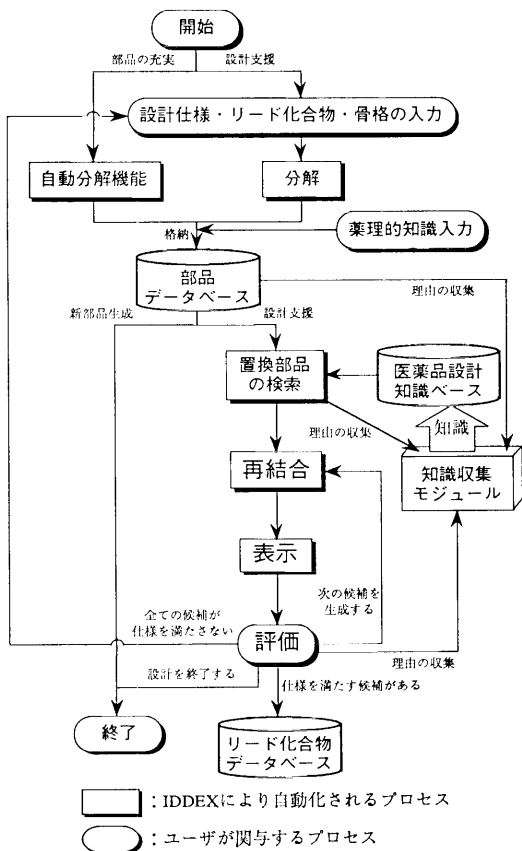 開始
部品の充実
設計支援
設計仕様・リード化合物・骨格の入力
自動分解機能
分解
格納
薬理的知識入力
部品
データベース
理由の収集
新部品生成
設計支援
置換部品
の検索
医薬品設計
知識ベース
理由の収集
知識
再結合
知識収集
モジュール
表示
次の候補を
生成する
全ての候補が
仕様を満たさない
評価
理由の収集
設計を終了する
仕様を満たす候補がある
終了
リード化合物
データベース
：IDDEXにより自動化されるプロセス
：ユーザが関与するプロセス